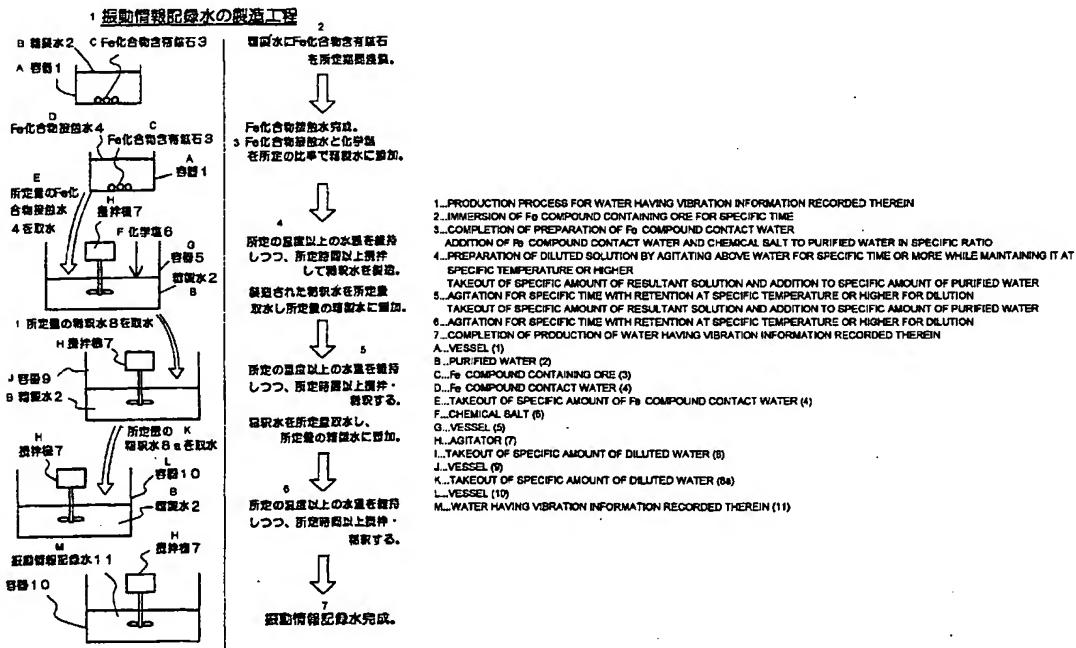 1 振動情報記録水の製造工程
B 精製水2
C Fe化合物含有鉱石3
A 容器1
D
Fe化合物接触水4
C
Fe化合物含有鉱石3
A
容器1
E
所定量のFe化
合物接触水
4を取水
H
攪拌機7
F 化学塩6
G
容器5
精製水2
B
I 所定量の希釈水8を取水
H 攪拌機7
J 容器9
B 精製水2
所定量の K
希釈水8aを取水
H
攪拌機7
L
容器10
B
精製水2
M
振動情報記録水11
H
攪拌機7
容器10
2
精製水にFe化合物含有鉱石
を所定期間浸漬。
Fe化合物接触水完成。
3 Fe化合物接触水と化学塩
を所定の比率で精製水に添加。
4
所定の温度以上の水温を維持
しつつ、所定時間以上攪拌
して希釈水を製造。
製造された希釈水を所定量
取水し所定量の精製水に添加。
5
所定の温度以上の水温を維持
しつつ、所定時間以上攪拌・
希釈する。
希釈水を所定量取水し、
所定量の精製水に添加。
6
所定の温度以上の水温を維持
しつつ、所定時間以上攪拌・
希釈する。
7
振動情報記録水完成。
1...PRODUCTION PROCESS FOR WATER HAVING VIBRATION INFORMATION RECORDED THEREIN
2...IMMERSION OF Fe COMPOUND CONTAINING ORE FOR SPECIFIC TIME
3...COMPLETION OF PREPARATION OF Fe COMPOUND CONTACT WATER
ADDITION OF Fe COMPOUND CONTACT WATER AND CHEMICAL SALT TO PURIFIED WATER IN SPECIFIC RATIO
4...PREPARATION OF DILUTED SOLUTION BY AGITATING ABOVE WATER FOR SPECIFIC TIME OR MORE WHILE MAINTAINING IT AT
SPECIFIC TEMPERATURE OR HIGHER
TAKEOUT OF SPECIFIC AMOUNT OF RESULTANT SOLUTION AND ADDITION TO SPECIFIC AMOUNT OF PURIFIED WATER
5...AGITATION FOR SPECIFIC TIME WITH RETENTION AT SPECIFIC TEMPERATURE OR HIGHER FOR DILUTION
TAKEOUT OF SPECIFIC AMOUNT OF RESULTANT SOLUTION AND ADDITION TO SPECIFIC AMOUNT OF PURIFIED WATER
6...AGITATION FOR SPECIFIC TIME WITH RETENTION AT SPECIFIC TEMPERATURE OR HIGHER FOR DILUTION
7...COMPLETION OF PRODUCTION OF WATER HAVING VIBRATION INFORMATION RECORDED THEREIN
A...VESSEL (1)
B...PURIFIED WATER (2)
C...Fe COMPOUND CONTAINING ORE (3)
D...Fe COMPOUND CONTACT WATER (4)
E...TAKEOUT OF SPECIFIC AMOUNT OF Fe COMPOUND CONTACT WATER (4)
F...CHEMICAL SALT (6)
G...VESSEL (5)
H...AGITATOR (7)
I...TAKEOUT OF SPECIFIC AMOUNT OF DILUTED WATER (8)
J...VESSEL (9)
K...TAKEOUT OF SPECIFIC AMOUNT OF DILUTED WATER (8a)
L...VESSEL (10)
M...WATER HAVING VIBRATION INFORMATION RECORDED THEREIN (11)